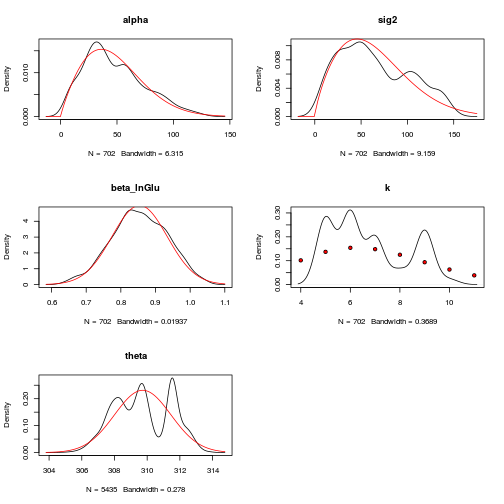 alpha
Density
0.000
0.010
0
50
100
150
N = 702 Bandwidth = 6.315
sig2
Density
0.000
0.004
0.008
0
50
100
150
N = 702 Bandwidth = 9.159
beta_lnGlu
Density
0
1
2
3
4
0.6
0.7
0.8
0.9
1.0
1.1
N = 702 Bandwidth = 0.01937
k
Density
0.00
0.10
0.20
0.30
4
6
8
10
N = 702 Bandwidth = 0.3689
theta
Density
0.00
0.10
0.20
304
306
308
310
312
314
N = 5435 Bandwidth = 0.278